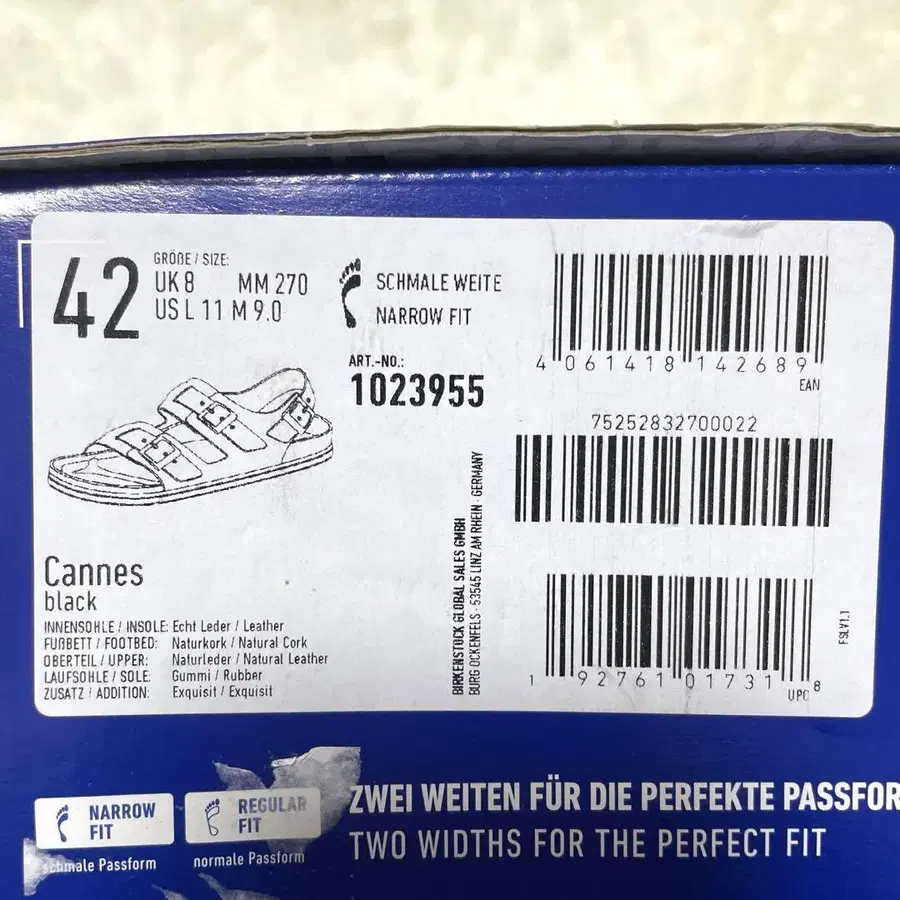 42
GRÖßE / SIZE:
UK 8 MM 270
US L 11 M 9.0
SCHMALE WEITE
NARROW FIT
ART.-NO.:
1023955
4 061418 142689
EAN
75252832700022
1 92761 01731 8
UPC
FSLV1.1
BIRKENSTOCK GLOBAL SALES GMBH
BURG OCKENFELS · 53545 LINZ AM RHEIN · GERMANY
Cannes
black
INNENSOHLE / INSOLE: Echt Leder / Leather
FUßBETT / FOOTBED: Naturkork / Natural Cork
OBERTEIL / UPPER: Naturleder / Natural Leather
LAUFSOHLE / SOLE: Gummi / Rubber
ZUSATZ / ADDITION: Exquisit / Exquisit
NARROW
FIT
schmale Passform
REGULAR
FIT
normale Passform
ZWEI WEITEN FÜR DIE PERFEKTE PASSFOR
TWO WIDTHS FOR THE PERFECT FIT